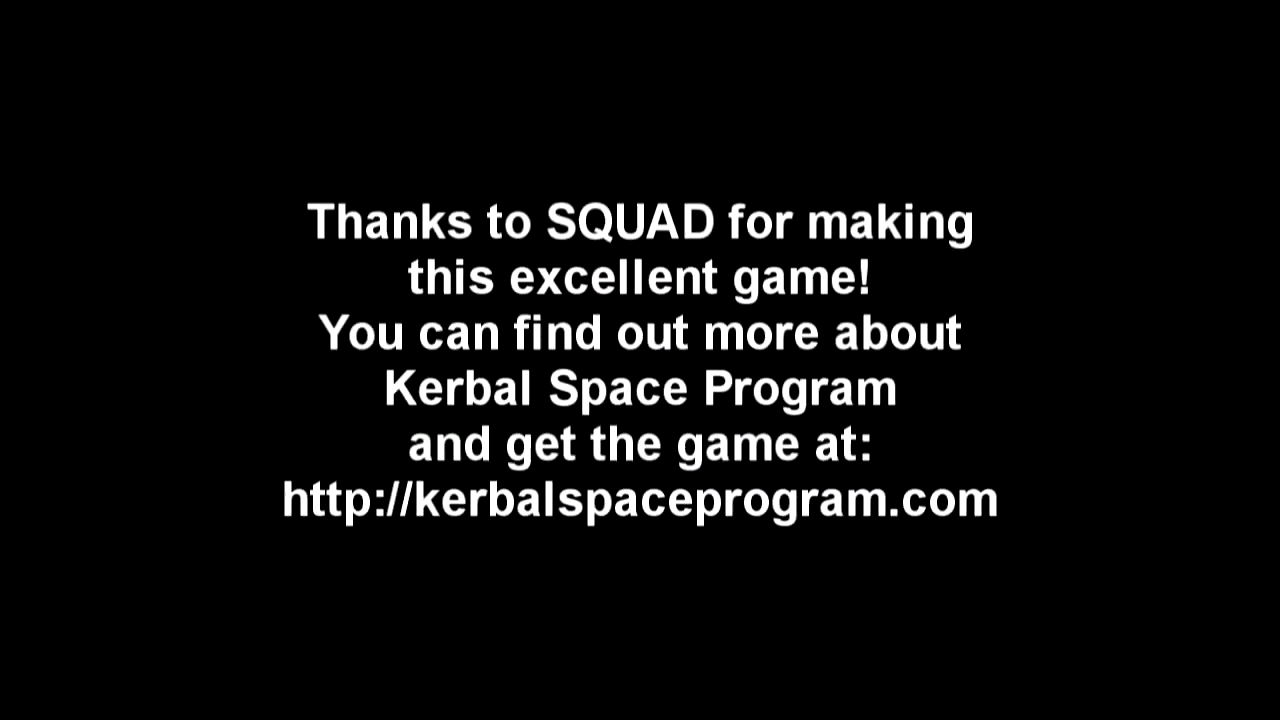 Thanks to SQUAD for making
this excellent game!
You can find out more about
Kerbal Space Program
and get the game at:
http://kerbalspaceprogram.com